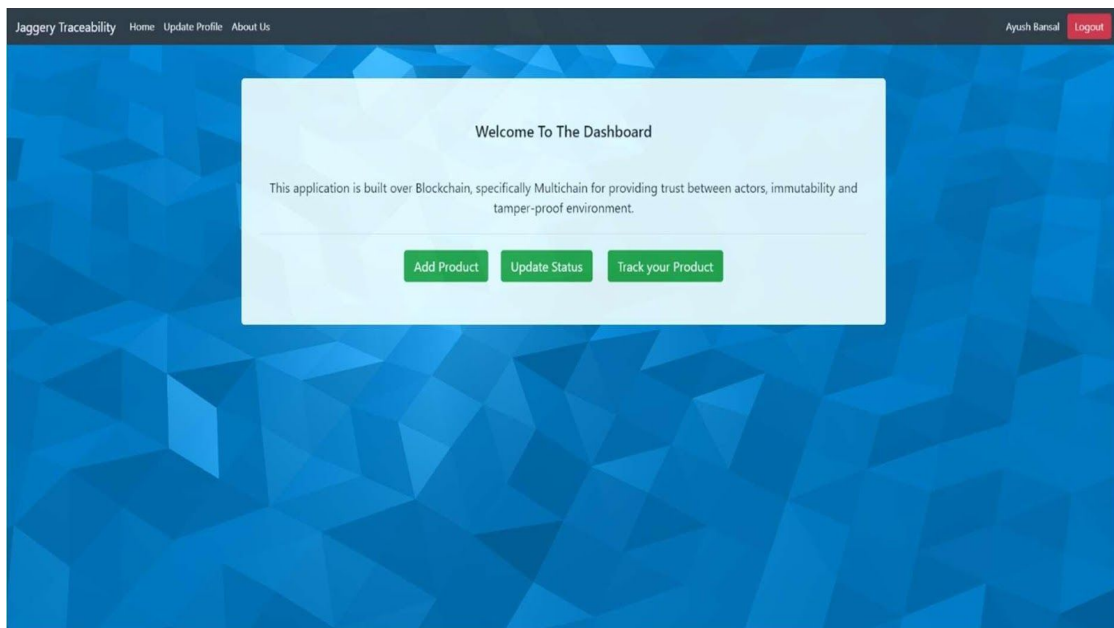 Jaggery Traceability Home Update Profile About Us Ayush Bansal Logout
Welcome To The Dashboard
This application is built over Blockchain, specifically Multichain for providing trust between actors, immutability and
tamper-proof environment.
Add Product Update Status Track your Product